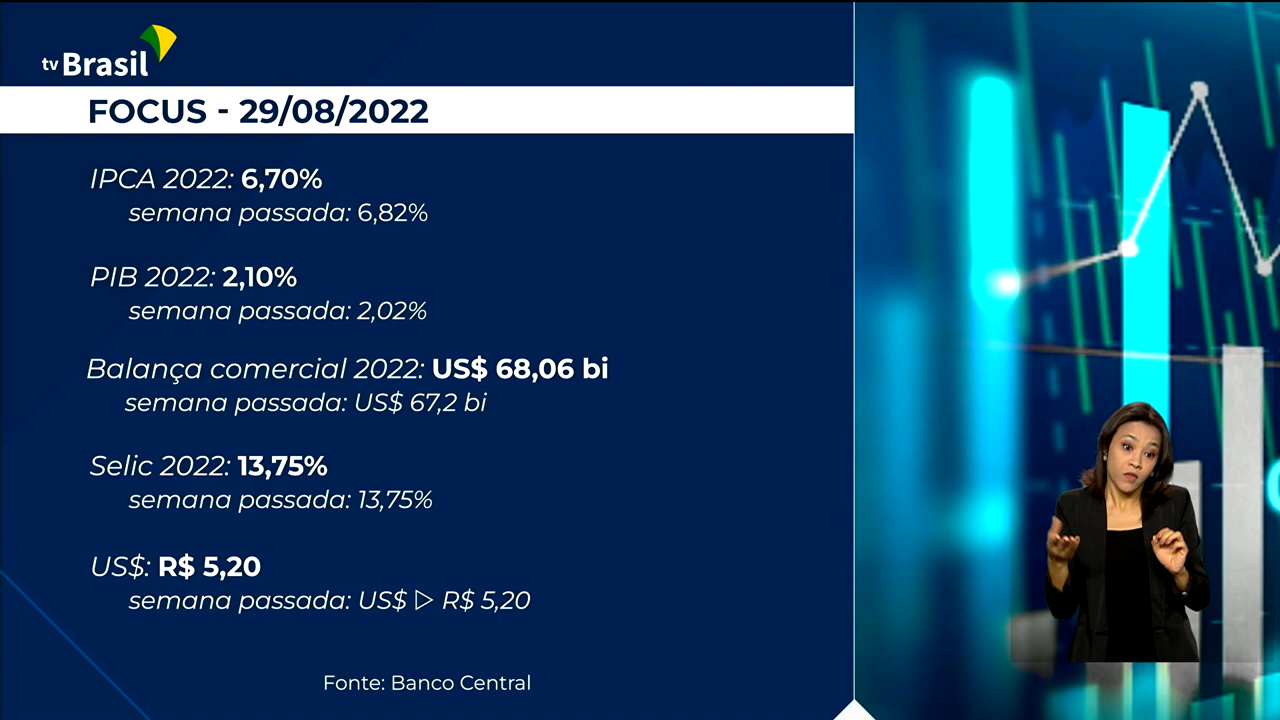 tv Brasil
FOCUS - 29/08/2022
IPCA 2022: 6,70%
semana passada: 6,82%
PIB 2022: 2,10%
semana passada: 2,02%
Balança comercial 2022: US$ 68,06 bi
semana passada: US$ 67,2 bi
Selic 2022: 13,75%
semana passada: 13,75%
US$: R$ 5,20
semana passada: US$ ▷ R$ 5,20
Fonte: Banco Central